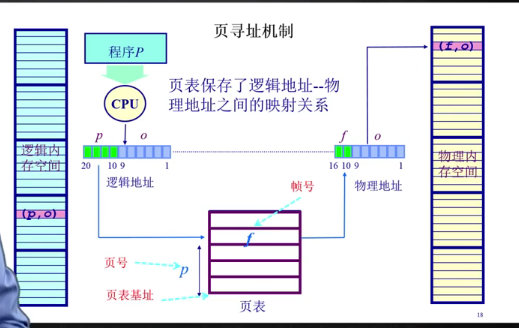 页寻址机制
程序P
CPU
页表保存了逻辑地址--物
理地址之间的映射关系
p o
20 10 9 1
逻辑地址
f o
16 10 9 1
物理地址
逻辑内
存空间
(p,o)
(f,o)
物理内
存空间
帧号
f
页号
p
页表基址
页表
18